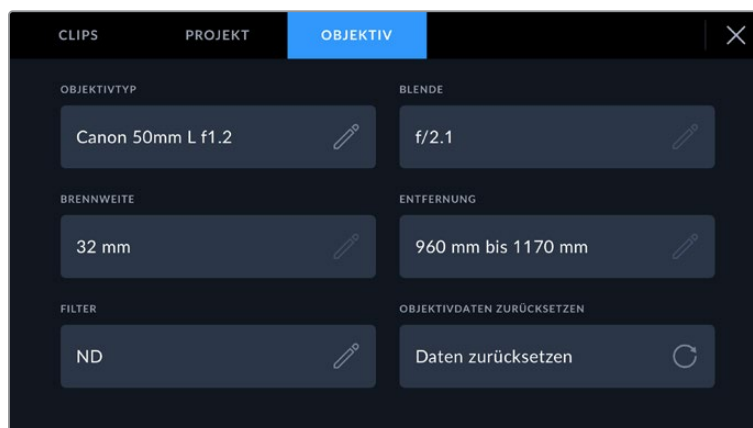 CLIPS PROJEKT OBJEKTIV
OBJEKTIVTYP BLENDE
Canon 50mm L f1.2 f/2.1
BRENNWEITE ENTFERNUNG
32 mm 960 mm bis 1170 mm
FILTER OBJEKTIVDATEN ZURÜCKSETZEN
ND Daten zurücksetzen